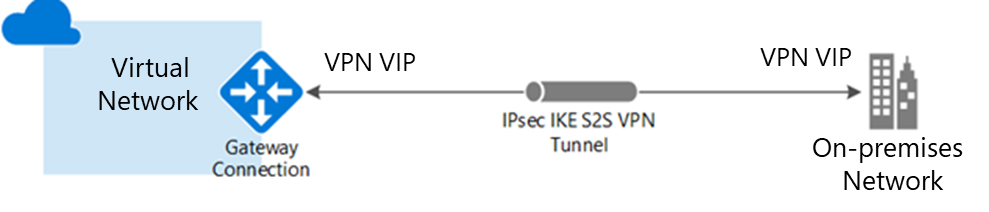 Virtual
Network
VPN VIP
Gateway
Connection
IPsec IKE S2S VPN
Tunnel
VPN VIP
On-premises
Network